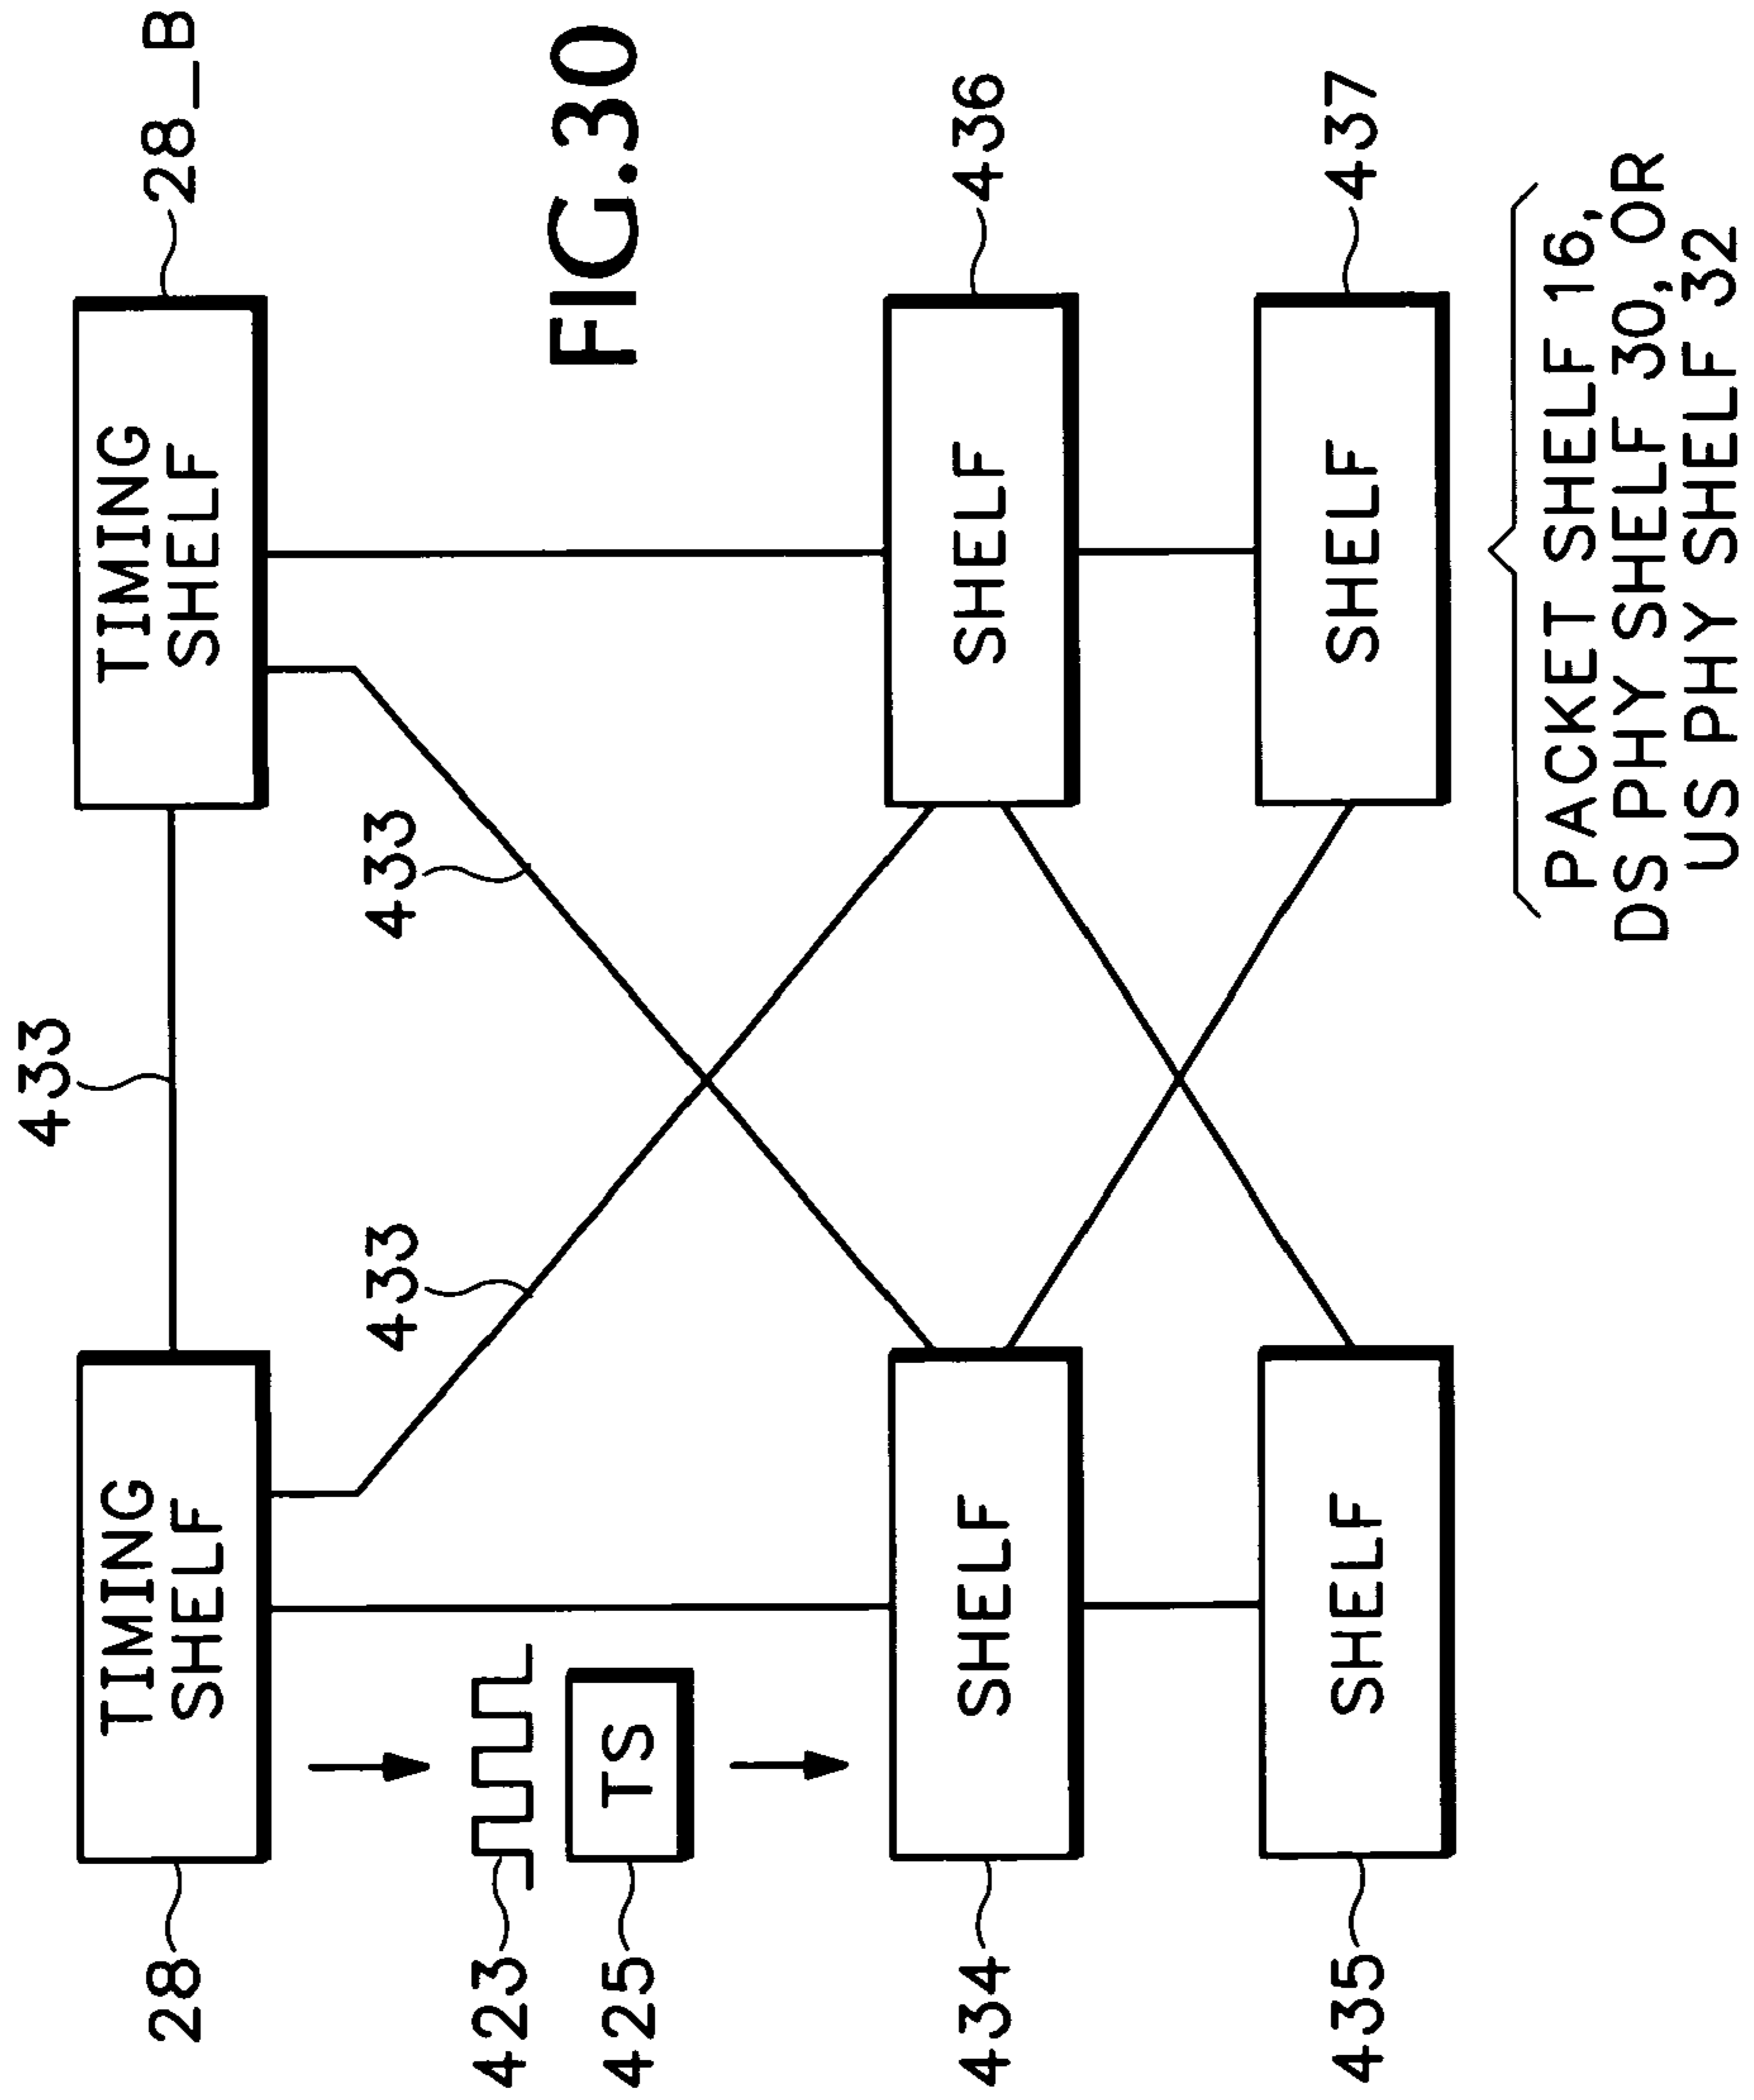 433
TIMING
SHELF
28
TIMING
SHELF
28_B
433
433
423
TS
425
FIG.30
SHELF
434
SHELF
436
SHELF
435
SHELF
437
PACKET SHELF 16,
DS PHY SHELF 30, OR
US PHY SHELF 32